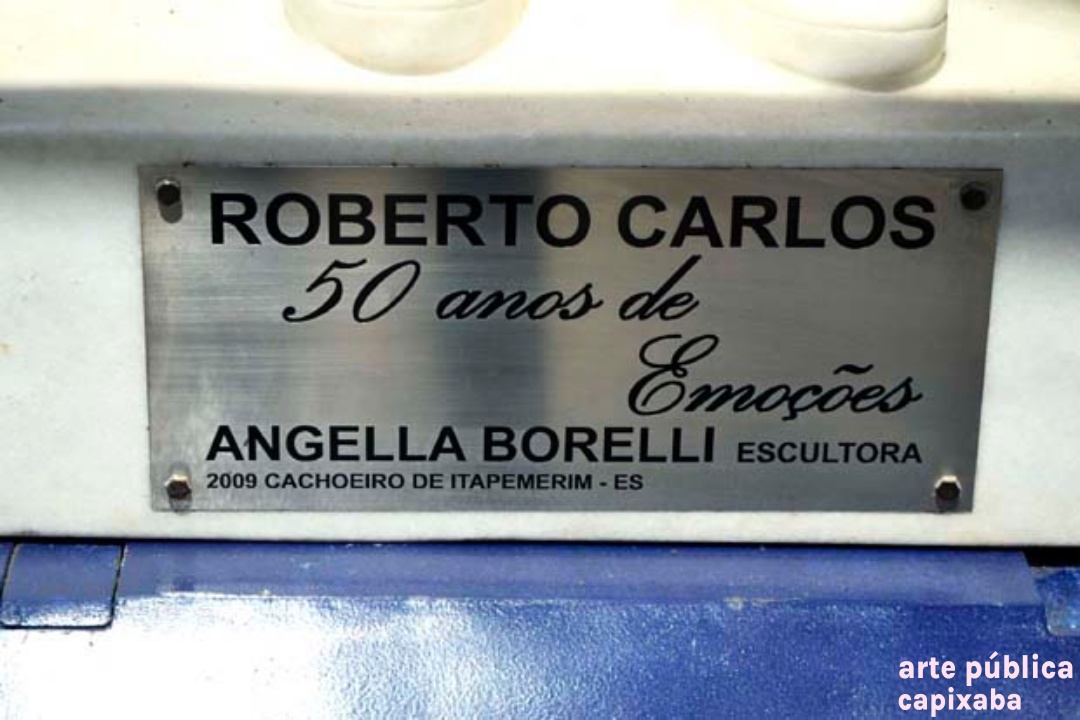 ROBERTO CARLOS
50 anos de
Emoções
ANGELLA BORELLI ESCULTORA
2009 CACHOEIRO DE ITAPEMERIM - ES
arte pública
capixaba